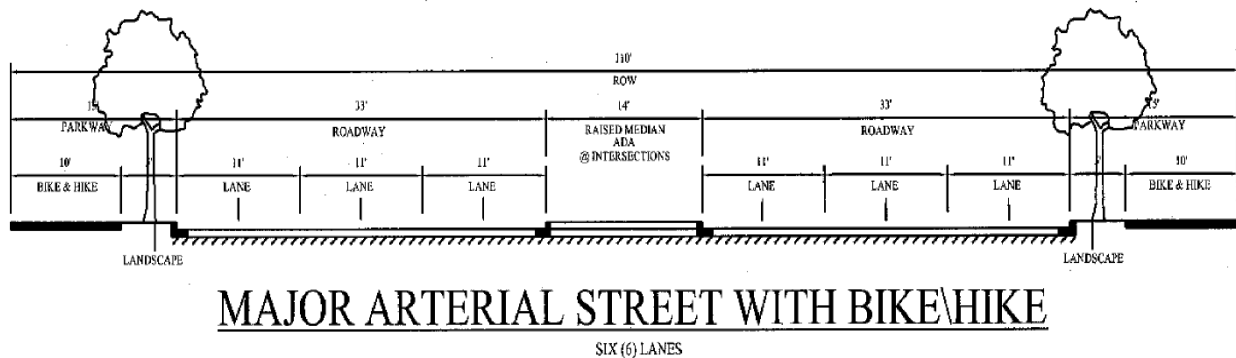 110'
ROW
15' 33' 14' 33' 15'
PARKWAY ROADWAY RAISED MEDIAN ROADWAY PARKWAY
ADA
@ INTERSECTIONS
10' 11' 11' 11' 11' 11' 11' 10'
BIKE & HIKE LANE LANE LANE LANE LANE LANE BIKE & HIKE
LANDSCAPE LANDSCAPE
MAJOR ARTERIAL STREET WITH BIKE\HIKE
SIX (6) LANES